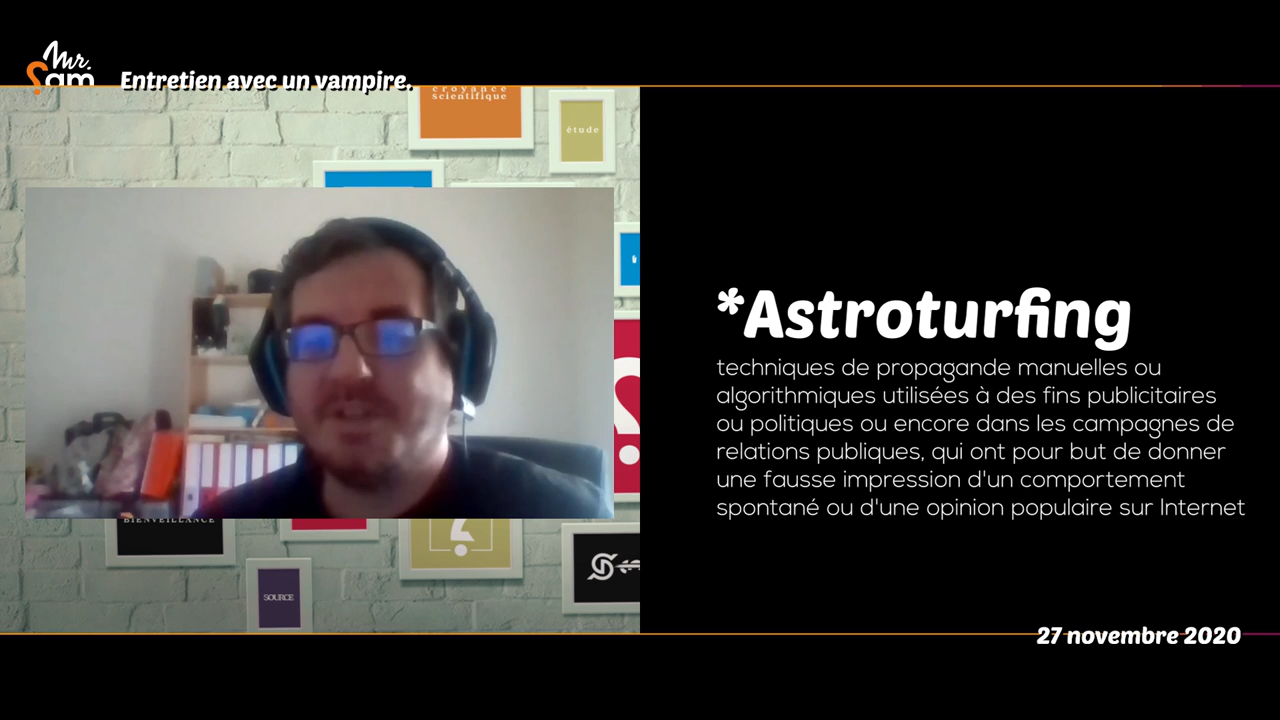 Mr.
Sam
Entretien avec un vampire.
croyance
scientifique
étude
BIENVEILLANCE
SOURCE
*Astroturfing
techniques de propagande manuelles ou
algorithmiques utilisées à des fins publicitaires
ou politiques ou encore dans les campagnes de
relations publiques, qui ont pour but de donner
une fausse impression d'un comportement
spontané ou d'une opinion populaire sur Internet
27 novembre 2020